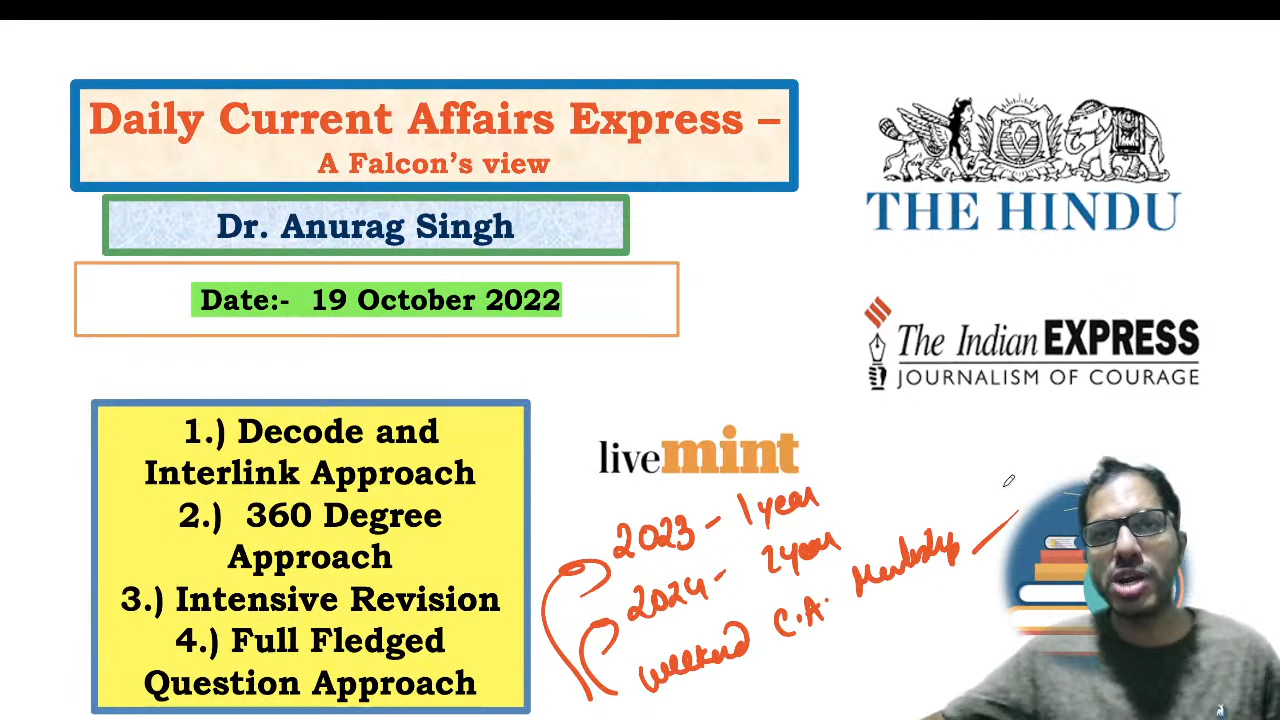 Daily Current Affairs Express –
A Falcon's view
Dr. Anurag Singh
Date:- 19 October 2022
THE HINDU
The Indian EXPRESS
JOURNALISM OF COURAGE
1.) Decode and
Interlink Approach
2.) 360 Degree
Approach
3.) Intensive Revision
4.) Full Fledged
Question Approach
livemint
2023 - 1 year
2024 - 2 year
weekend C.A.